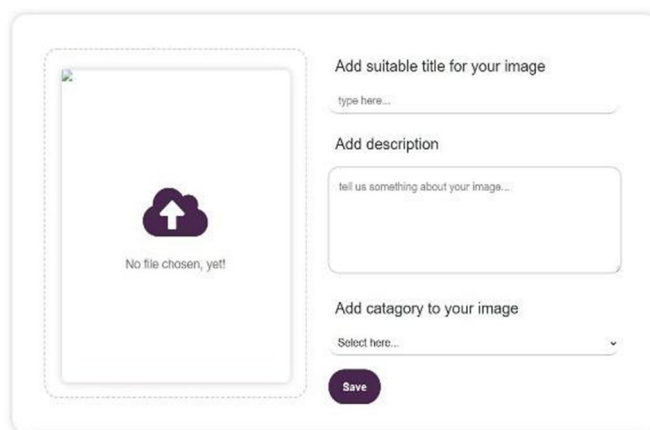 Add suitable title for your image
type here...
Add description
tell us something about your image...
No file chosen, yet!
Add catagory to your image
Select here...
Save